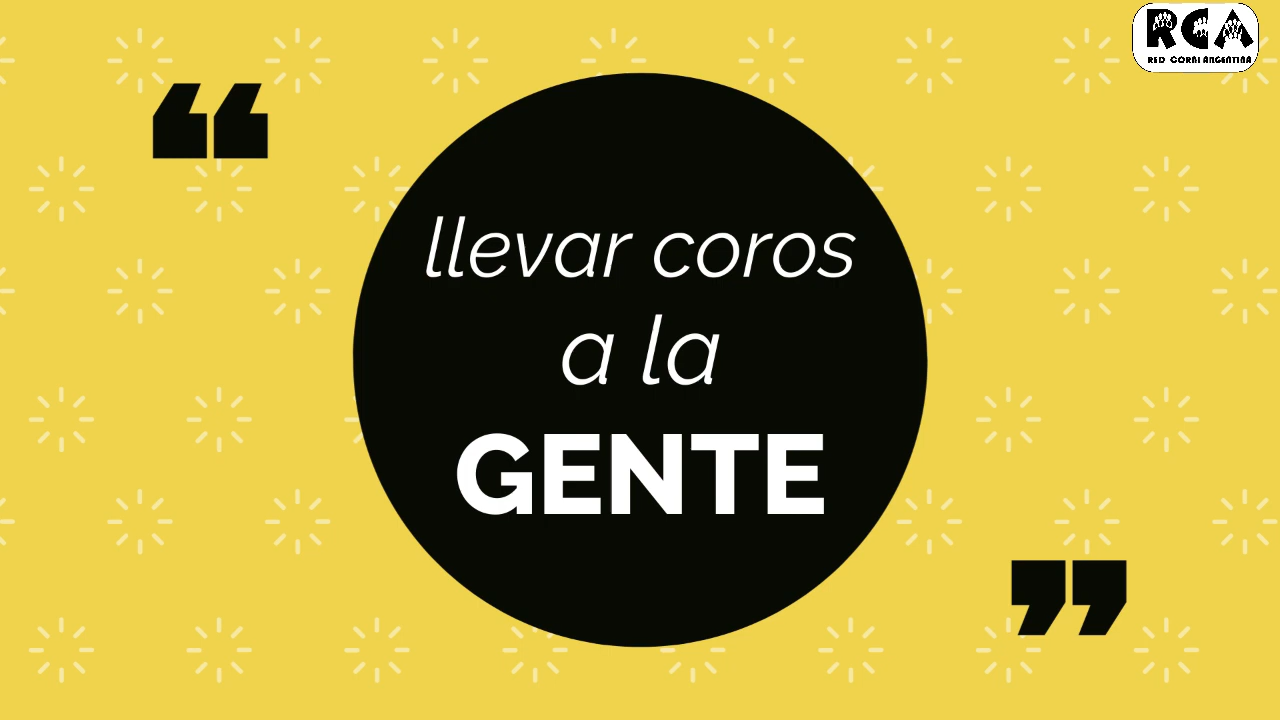 RCA
RED CORAL ARGENTINA
“
llevar coros
a la
GENTE
”